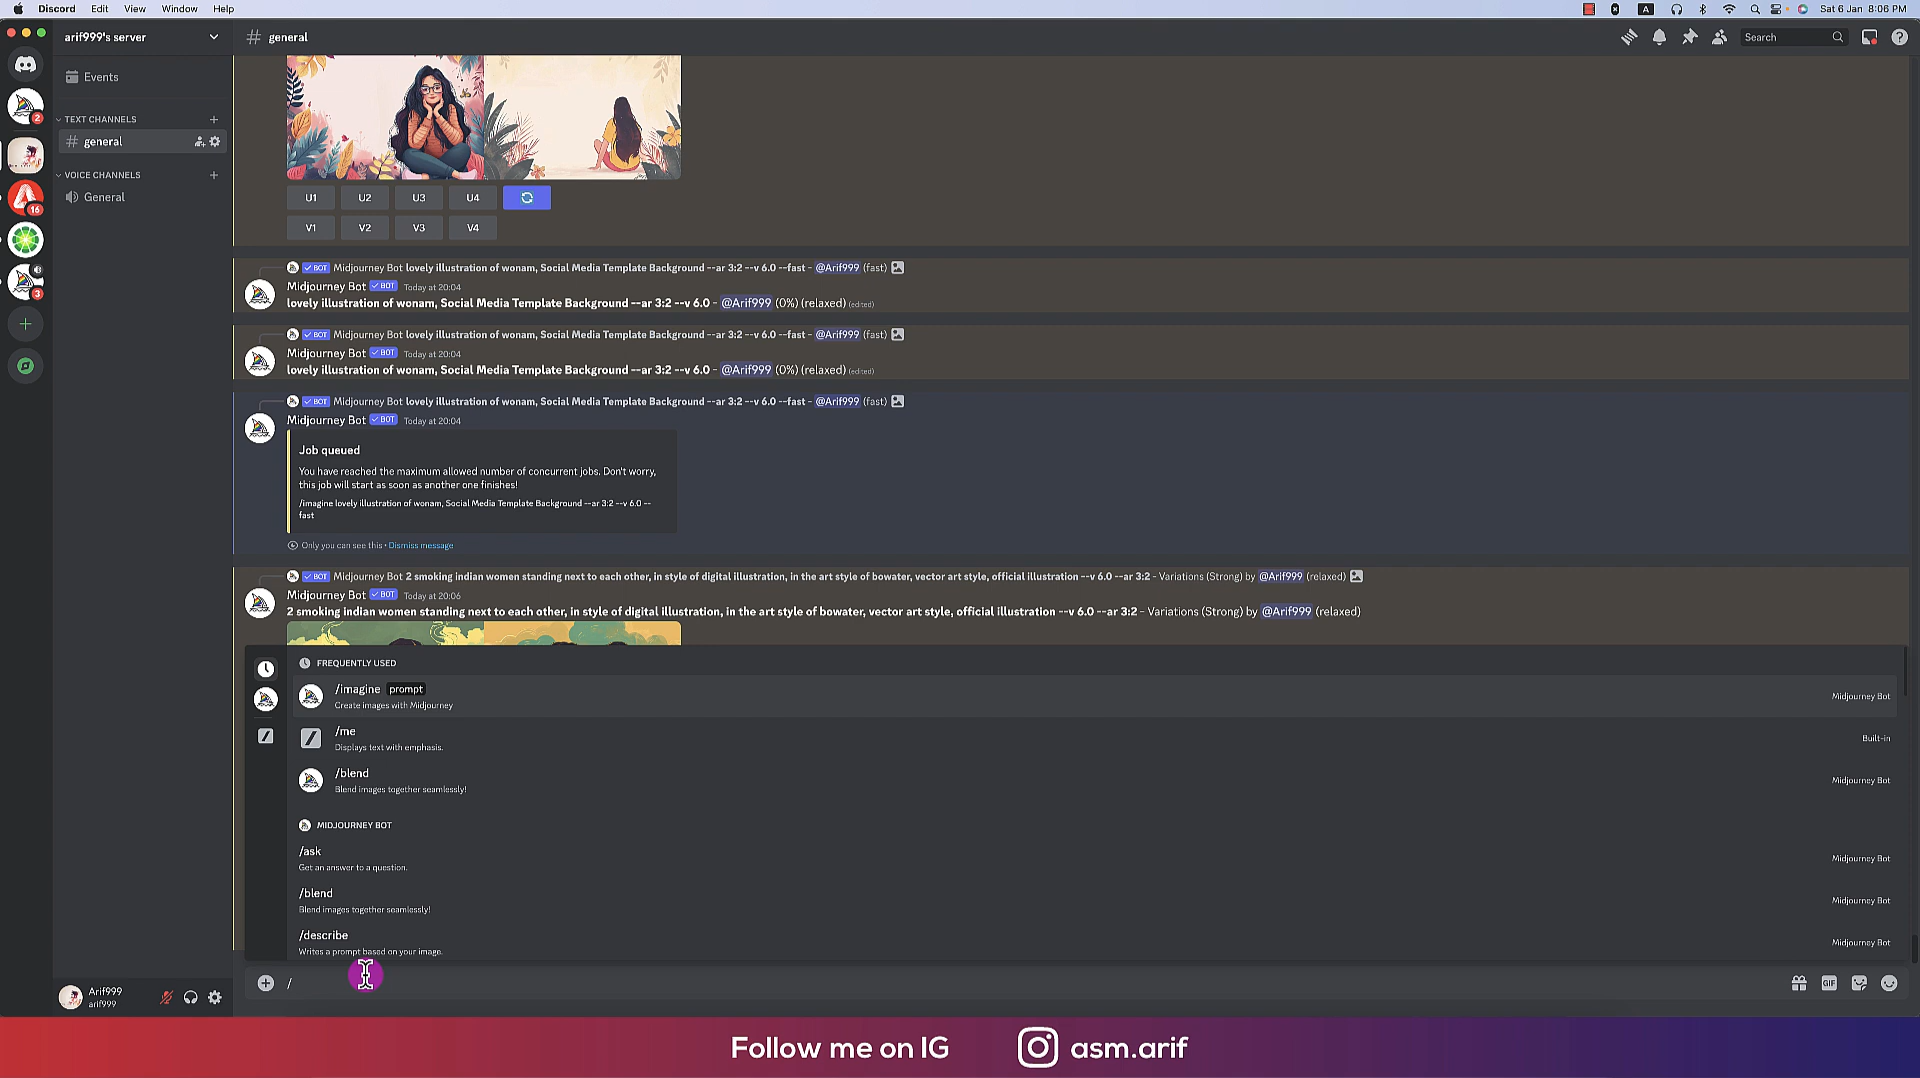 Discord Edit View Window Help
A Sat 6 Jan 8:06 PM
arif999's server
# general
Search
Events
TEXT CHANNELS
# general
VOICE CHANNELS
General
2
16
3
U1 U2 U3 U4
V1 V2 V3 V4
BOT Midjourney Bot lovely illustration of wonam, Social Media Template Background --ar 3:2 --v 6.0 --fast - @Arif999 (fast)
Midjourney Bot BOT Today at 20:04
lovely illustration of wonam, Social Media Template Background --ar 3:2 --v 6.0 - @Arif999 (0%) (relaxed) (edited)
BOT Midjourney Bot lovely illustration of wonam, Social Media Template Background --ar 3:2 --v 6.0 --fast - @Arif999 (fast)
Midjourney Bot BOT Today at 20:04
lovely illustration of wonam, Social Media Template Background --ar 3:2 --v 6.0 - @Arif999 (0%) (relaxed) (edited)
BOT Midjourney Bot lovely illustration of wonam, Social Media Template Background --ar 3:2 --v 6.0 --fast - @Arif999 (fast)
Midjourney Bot BOT Today at 20:04
Job queued
You have reached the maximum allowed number of concurrent jobs. Don't worry,
this job will start as soon as another one finishes!
/imagine lovely illustration of wonam, Social Media Template Background --ar 3:2 --v 6.0 --
fast
Only you can see this • Dismiss message
BOT Midjourney Bot 2 smoking indian women standing next to each other, in style of digital illustration, in the art style of bowater, vector art style, official illustration --v 6.0 --ar 3:2 - Variations (Strong) by @Arif999 (relaxed)
Midjourney Bot BOT Today at 20:06
2 smoking indian women standing next to each other, in style of digital illustration, in the art style of bowater, vector art style, official illustration --v 6.0 --ar 3:2 - Variations (Strong) by @Arif999 (relaxed)
FREQUENTLY USED
/imagine prompt
Create images with Midjourney
Midjourney Bot
/me
Displays text with emphasis.
Built-in
/blend
Blend images together seamlessly!
Midjourney Bot
MIDJOURNEY BOT
/ask
Get an answer to a question.
Midjourney Bot
/blend
Blend images together seamlessly!
Midjourney Bot
/describe
Writes a prompt based on your image.
Midjourney Bot
/
GIF
Arif999
arif999
Follow me on IG asm.arif